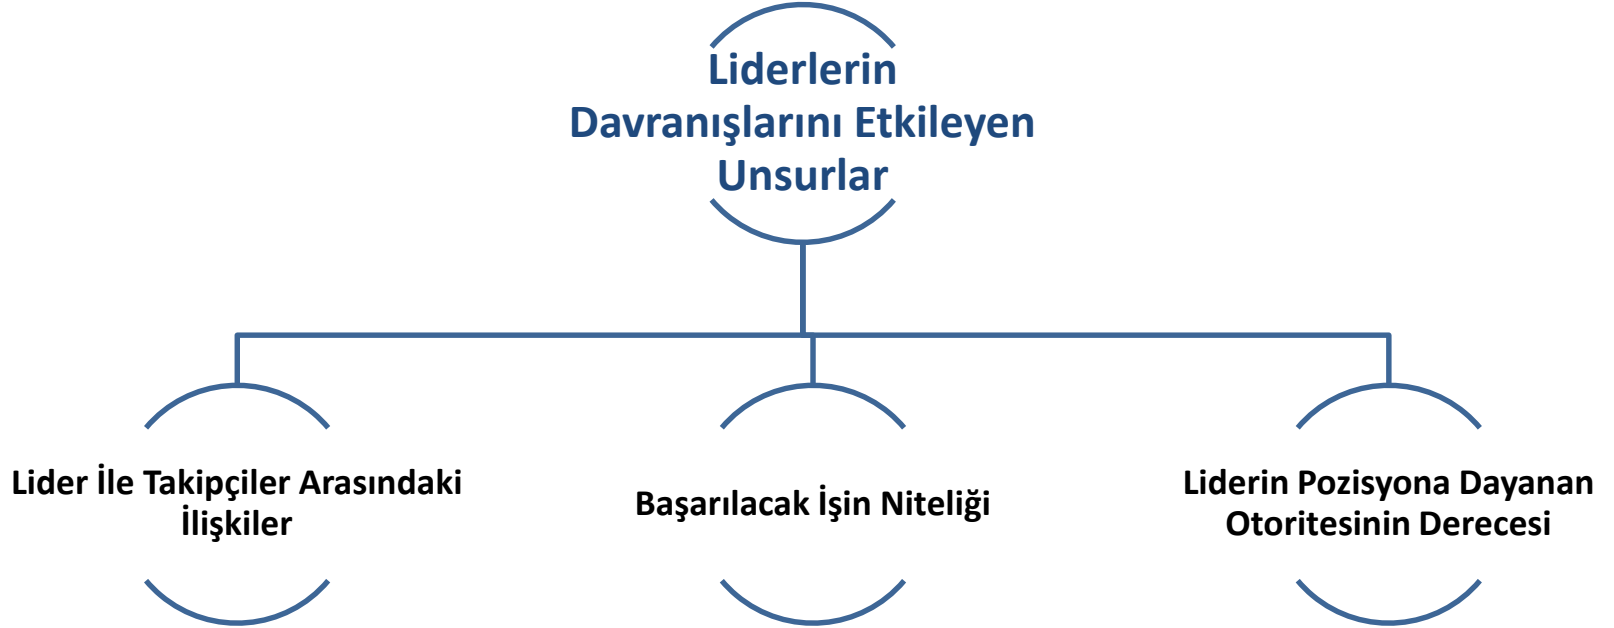 Liderlerin
Davranışlarını Etkileyen
Unsurlar
Lider İle Takipçiler Arasındaki
İlişkiler
Başarılacak İşin Niteliği
Liderin Pozisyona Dayanan
Otoritesinin Derecesi